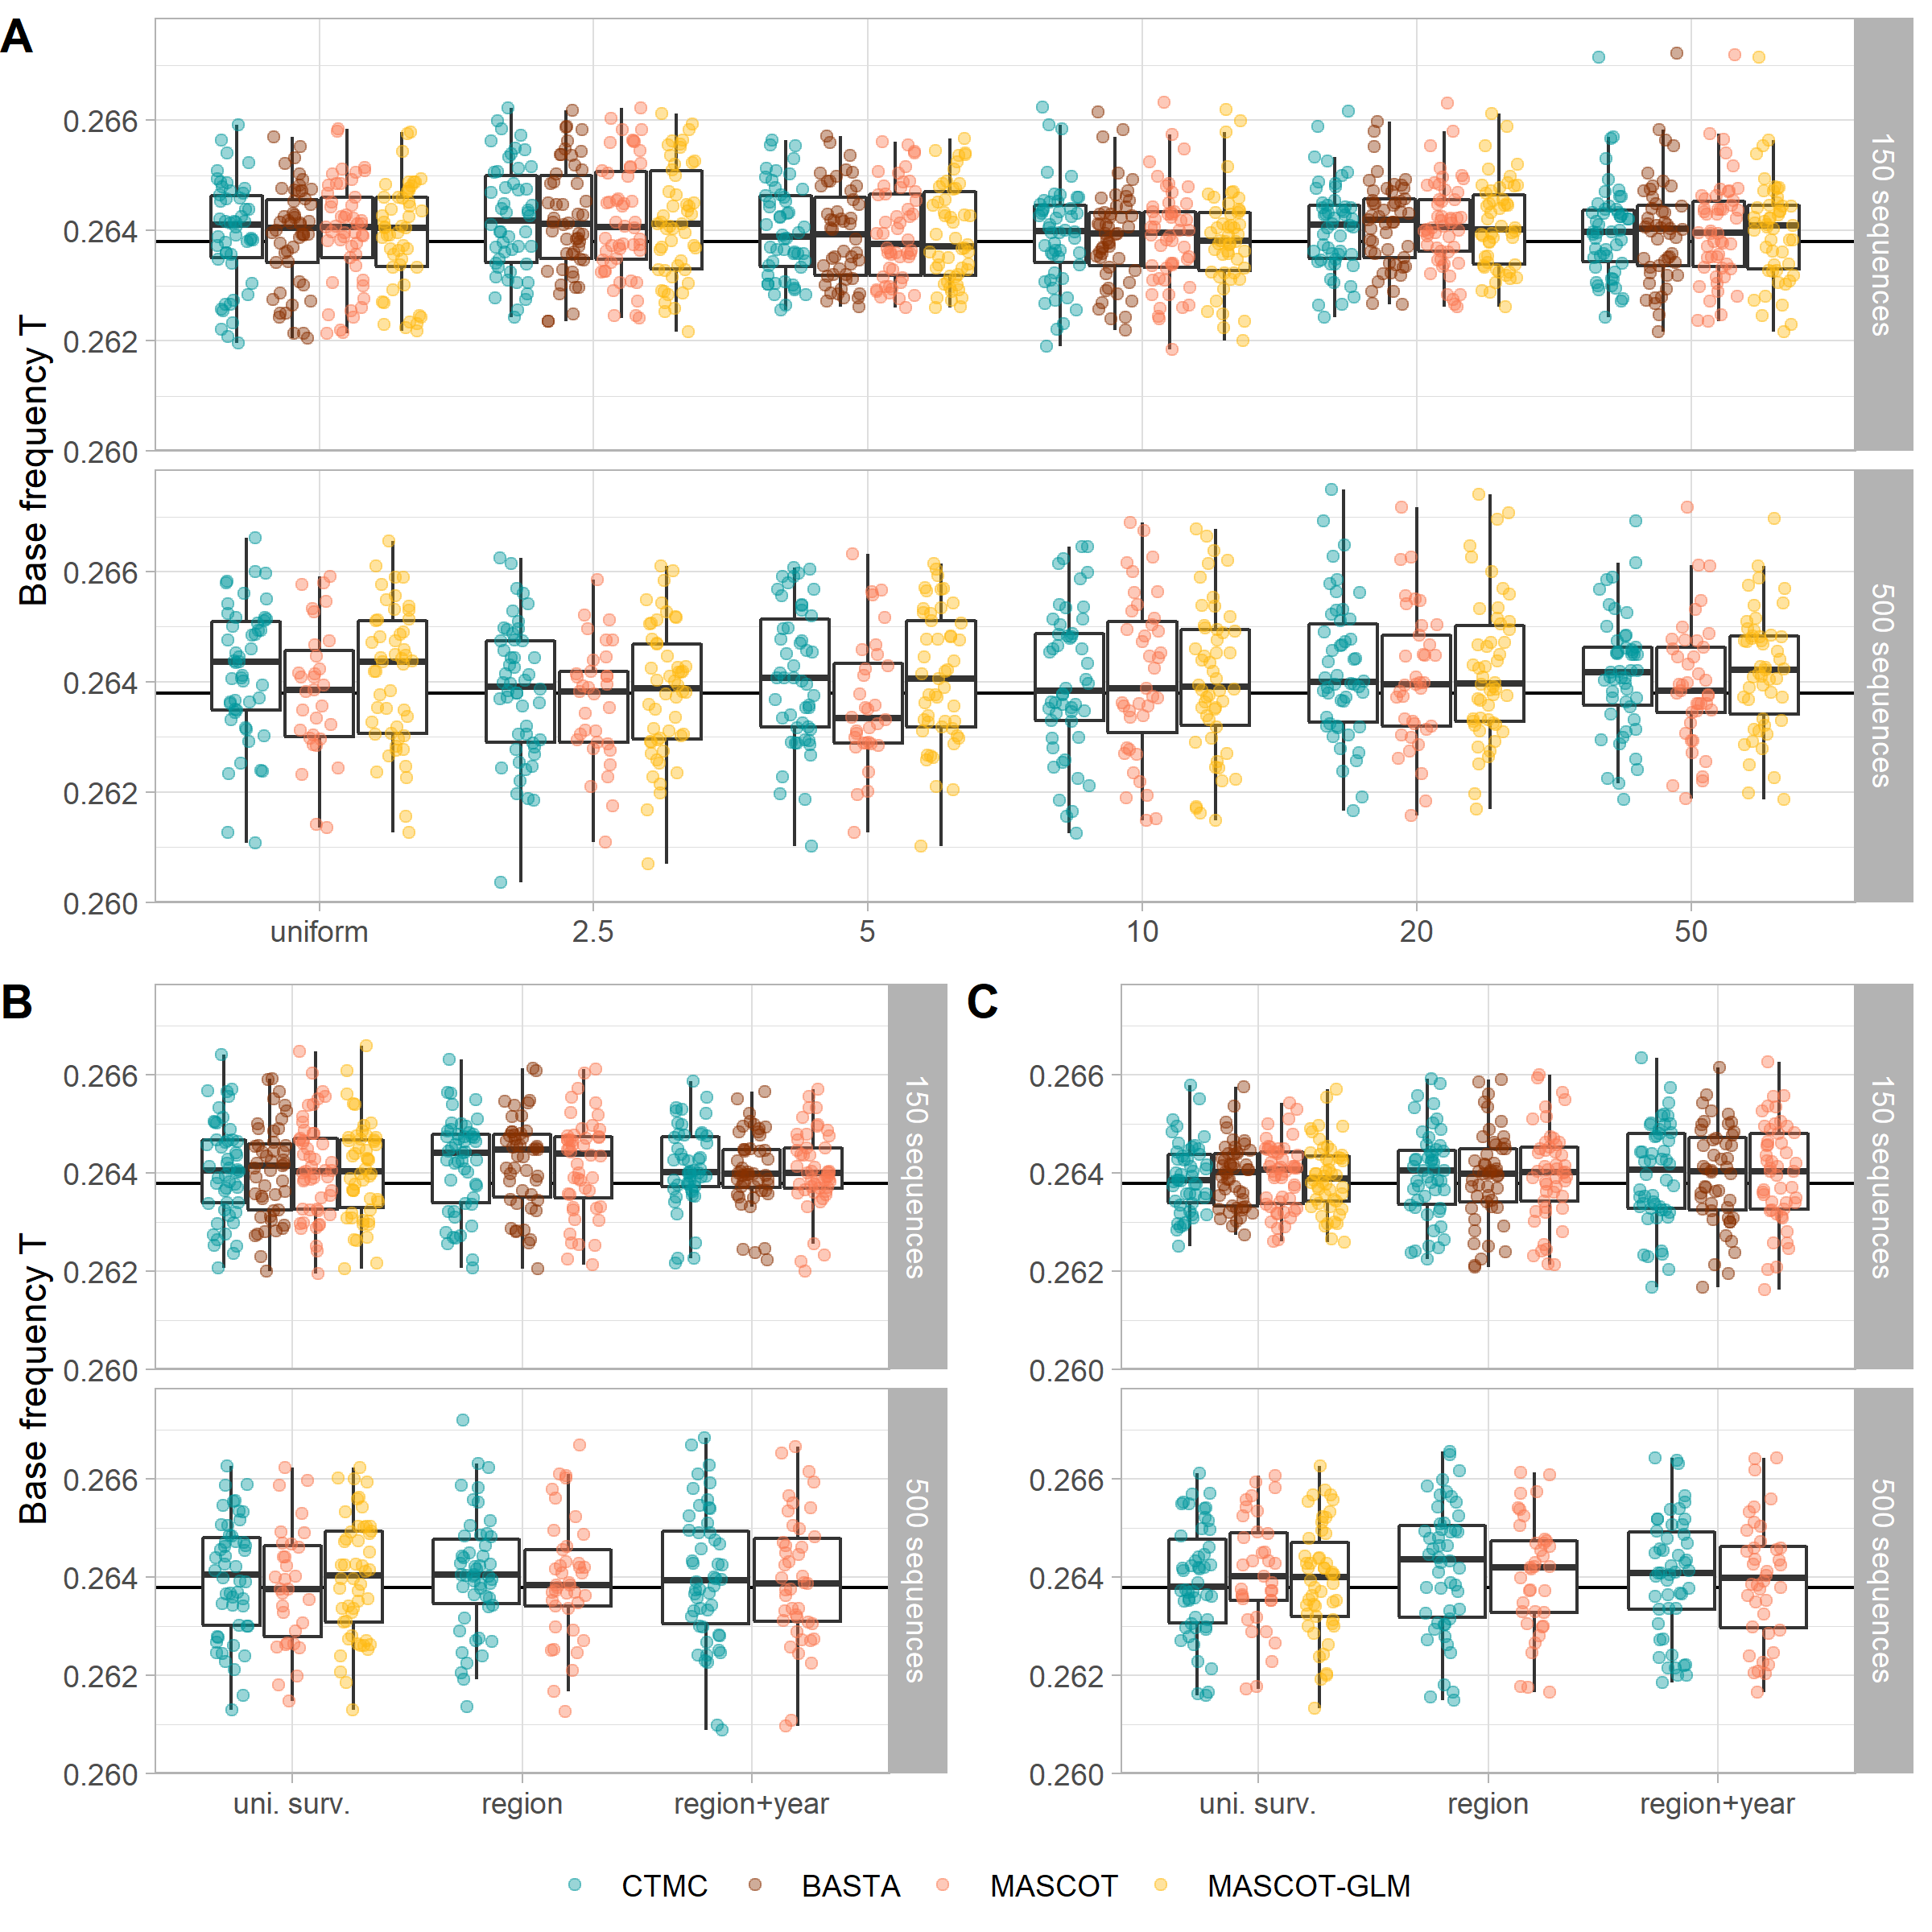 A
Base frequency T
0.266
0.264
0.262
0.260
150 sequences
0.266
0.264
0.262
0.260
500 sequences
uniform 2.5 5 10 20 50
B
Base frequency T
0.266
0.264
0.262
0.260
150 sequences
0.266
0.264
0.262
0.260
500 sequences
uni. surv. region region+year
C
0.266
0.264
0.262
0.260
150 sequences
0.266
0.264
0.262
0.260
500 sequences
uni. surv. region region+year
CTMC BASTA MASCOT MASCOT-GLM